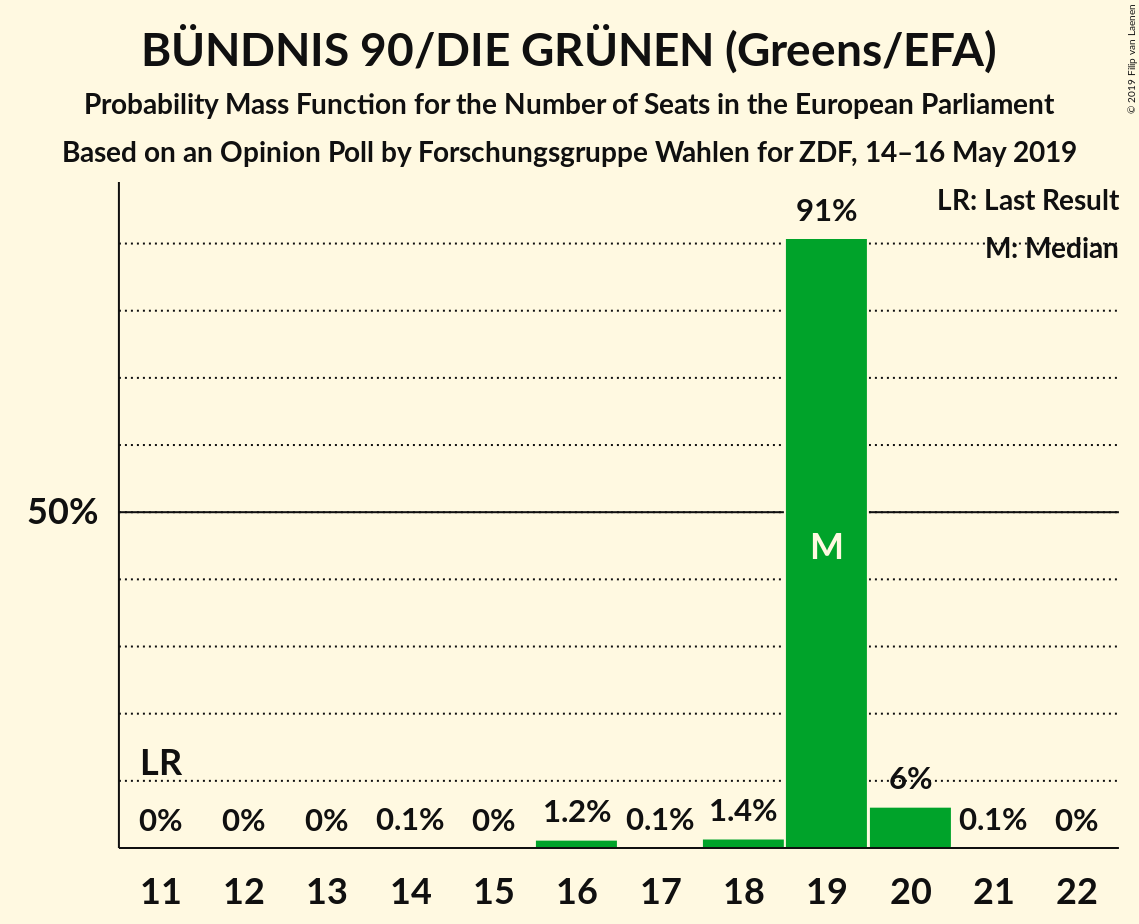 BÜNDNIS 90/DIE GRÜNEN (Greens/EFA)
Probability Mass Function for the Number of Seats in the European Parliament
Based on an Opinion Poll by Forschungsgruppe Wahlen for ZDF, 14–16 May 2019
© 2019 Filip van Laenen
LR: Last Result
M: Median
91%
50%
M
LR
0% 0% 0% 0.1% 0% 1.2% 0.1% 1.4% 6% 0.1% 0%
11 12 13 14 15 16 17 18 19 20 21 22